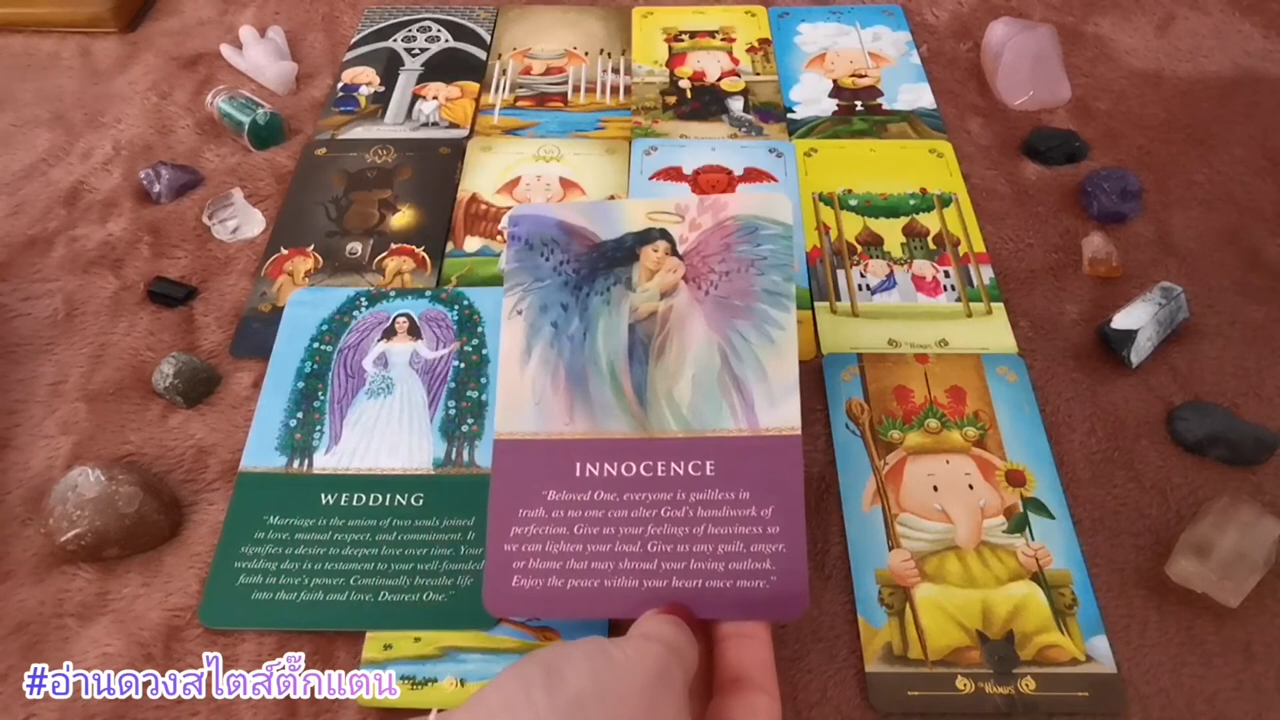 WEDDING
"Marriage is the union of two souls joined
in love, mutual respect, and commitment. It
signifies a desire to deepen love over time. Your
wedding day is a testament to your well-founded
faith in love's power. Continually breathe life
into that faith and love, Dearest One."
INNOCENCE
"Beloved One, everyone is guiltless in
truth, as no one can alter God's handiwork of
perfection. Give us your feelings of heaviness so
we can lighten your load. Give us any guilt, anger,
or blame that may shroud your loving outlook.
Enjoy the peace within your heart once more."
#อ่านดวงสไตส์ตั๊กแตน